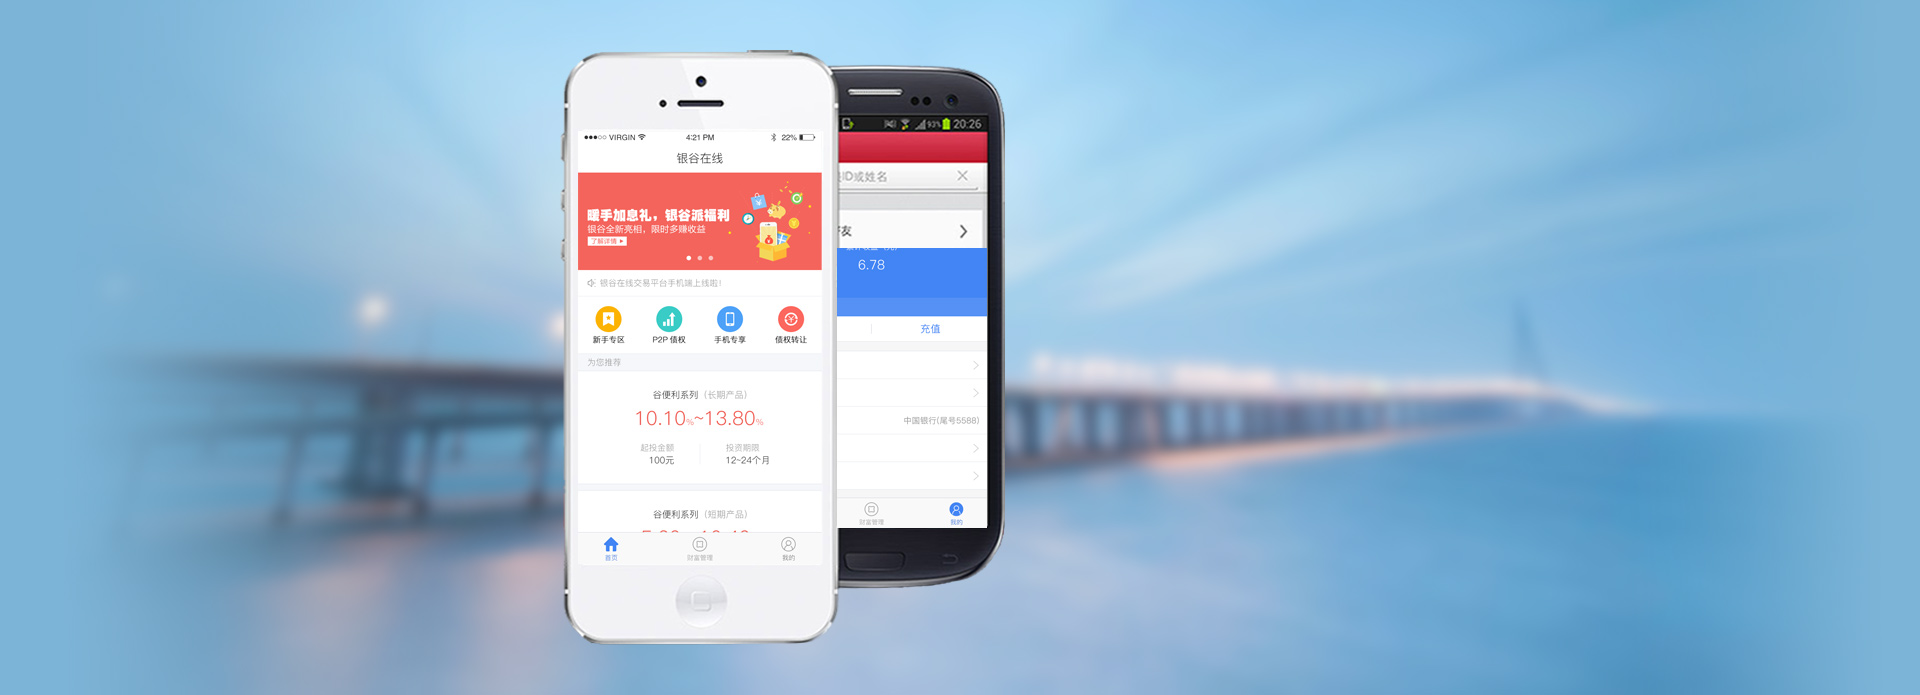 VIRGIN
4:21 PM
22%
银谷在线
暖手加息礼，银谷派福利
银谷全新亮相，限时多赚收益
了解详情
银谷在线交易平台手机端上线啦！
新手专区
P2P 债权
手机专享
债权转让
为您推荐
谷便利系列（长期产品）
10.10%~13.80%
起投金额
投资期限
100元
12~24个月
谷便利系列（短期产品）
首页
财富管理
我的
93%
20:26
ID或姓名
友
6.78
充值
中国银行(尾号5588)
财富管理
我的